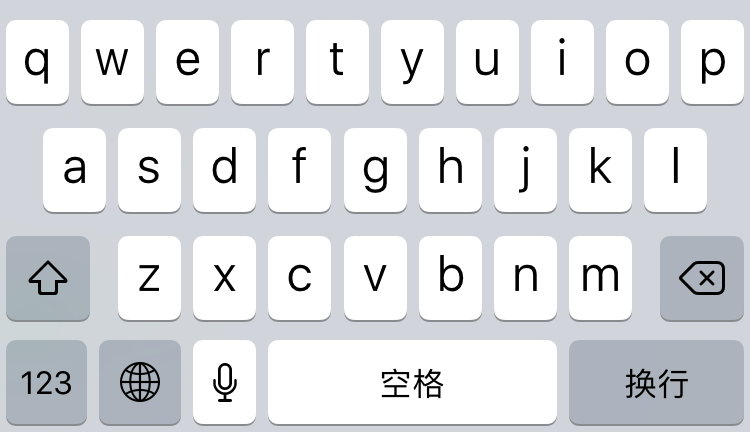 q w e r t y u i o p
a s d f g h j k l
z x c v b n m
123 空格 换行